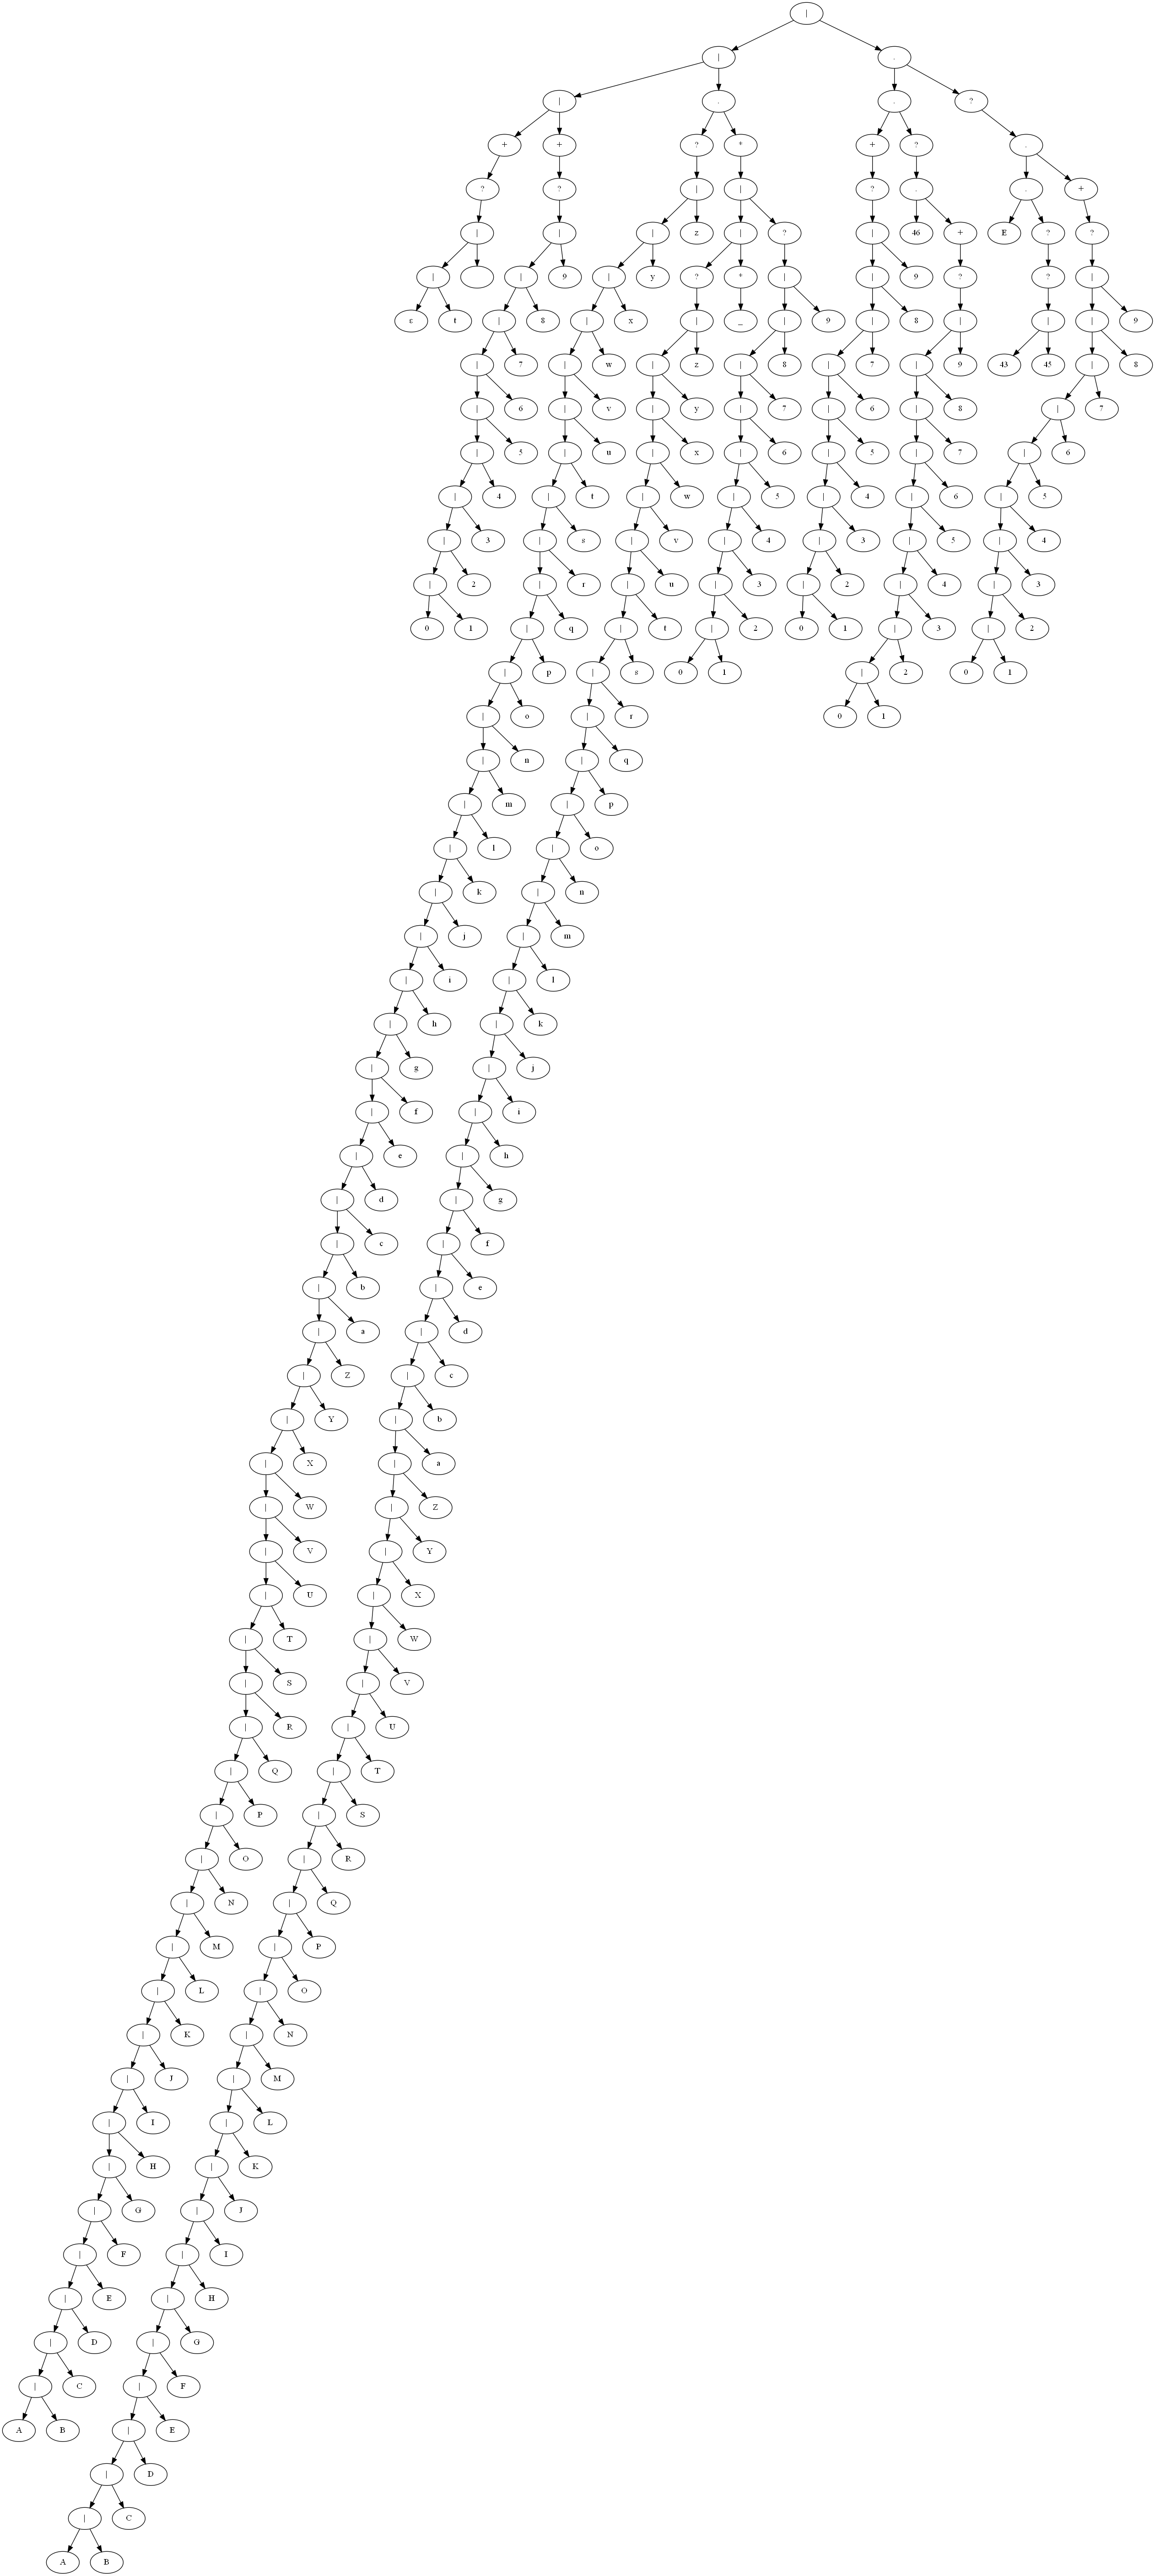 |
| .
| . . ?
+ + ? * + ? .
? ? | | ? . . +
| | | z | ? | 46 + E ? ?
| | 9 | y ? * | | 9 ? ? |
ε t | 8 | x | _ | 9 | 8 | | | 9
| 7 | w | z | 8 | 7 | 9 43 45 | 8
| 6 | v | y | 7 | 6 | 8 | 7
| 5 | u | x | 6 | 5 | 7 | 6
| 4 | t | w | 5 | 4 | 6 | 5
| 3 | s | v | 4 | 3 | 5 | 4
| 2 | r | u | 3 | 2 | 4 | 3
0 1 | q | t | 2 0 1 | 3 | 2
| p | s 0 1 | 2 0 1
| o | r 0 1
| n | q
| m | p
| l | o
| k | n
| j | m
| i | l
| h | k
| g | j
| f | i
| e | h
| d | g
| c | f
| b | e
| a | d
| Z | c
| Y | b
| X | a
| W | Z
| V | Y
| U | X
| T | W
| S | V
| R | U
| Q | T
| P | S
| O | R
| N | Q
| M | P
| L | O
| K | N
| J | M
| I | L
| H | K
| G | J
| F | I
| E | H
| D | G
| C | F
| B | E
A B | D
| C
| B
A B